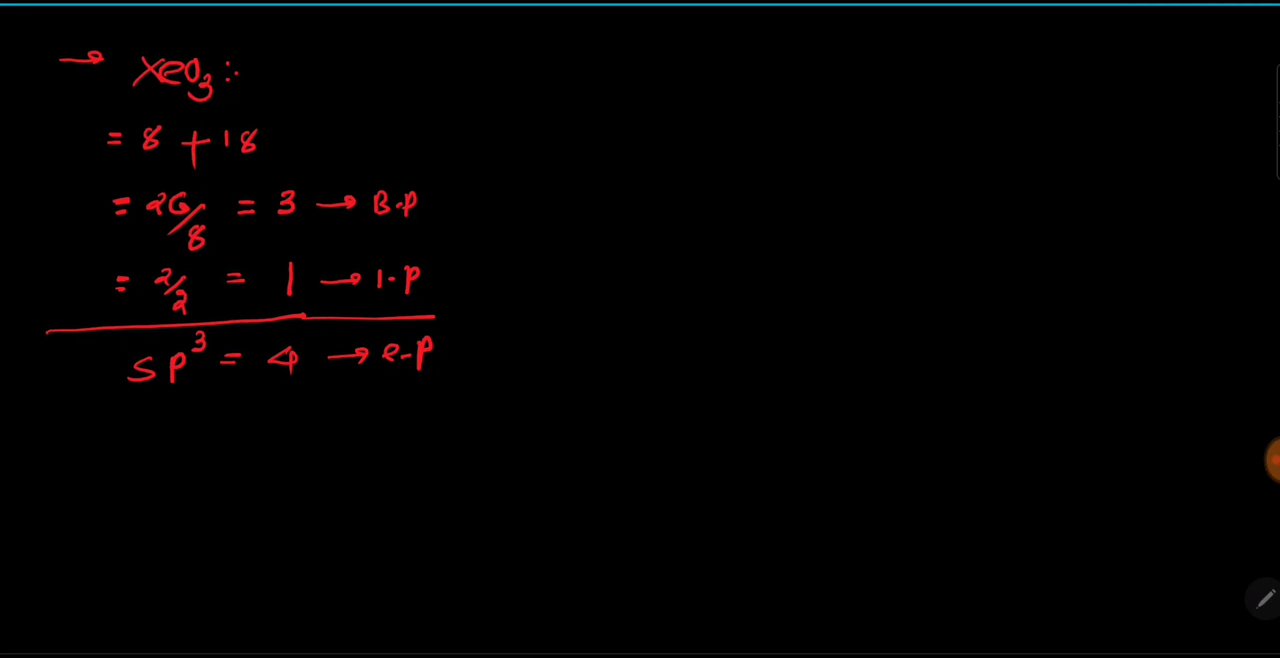 → XeO₃ :-
= 8 + 18
= 26/8 = 3 → B.P
= 2/2 = 1 → l.P
SP³ = 4 → e.P